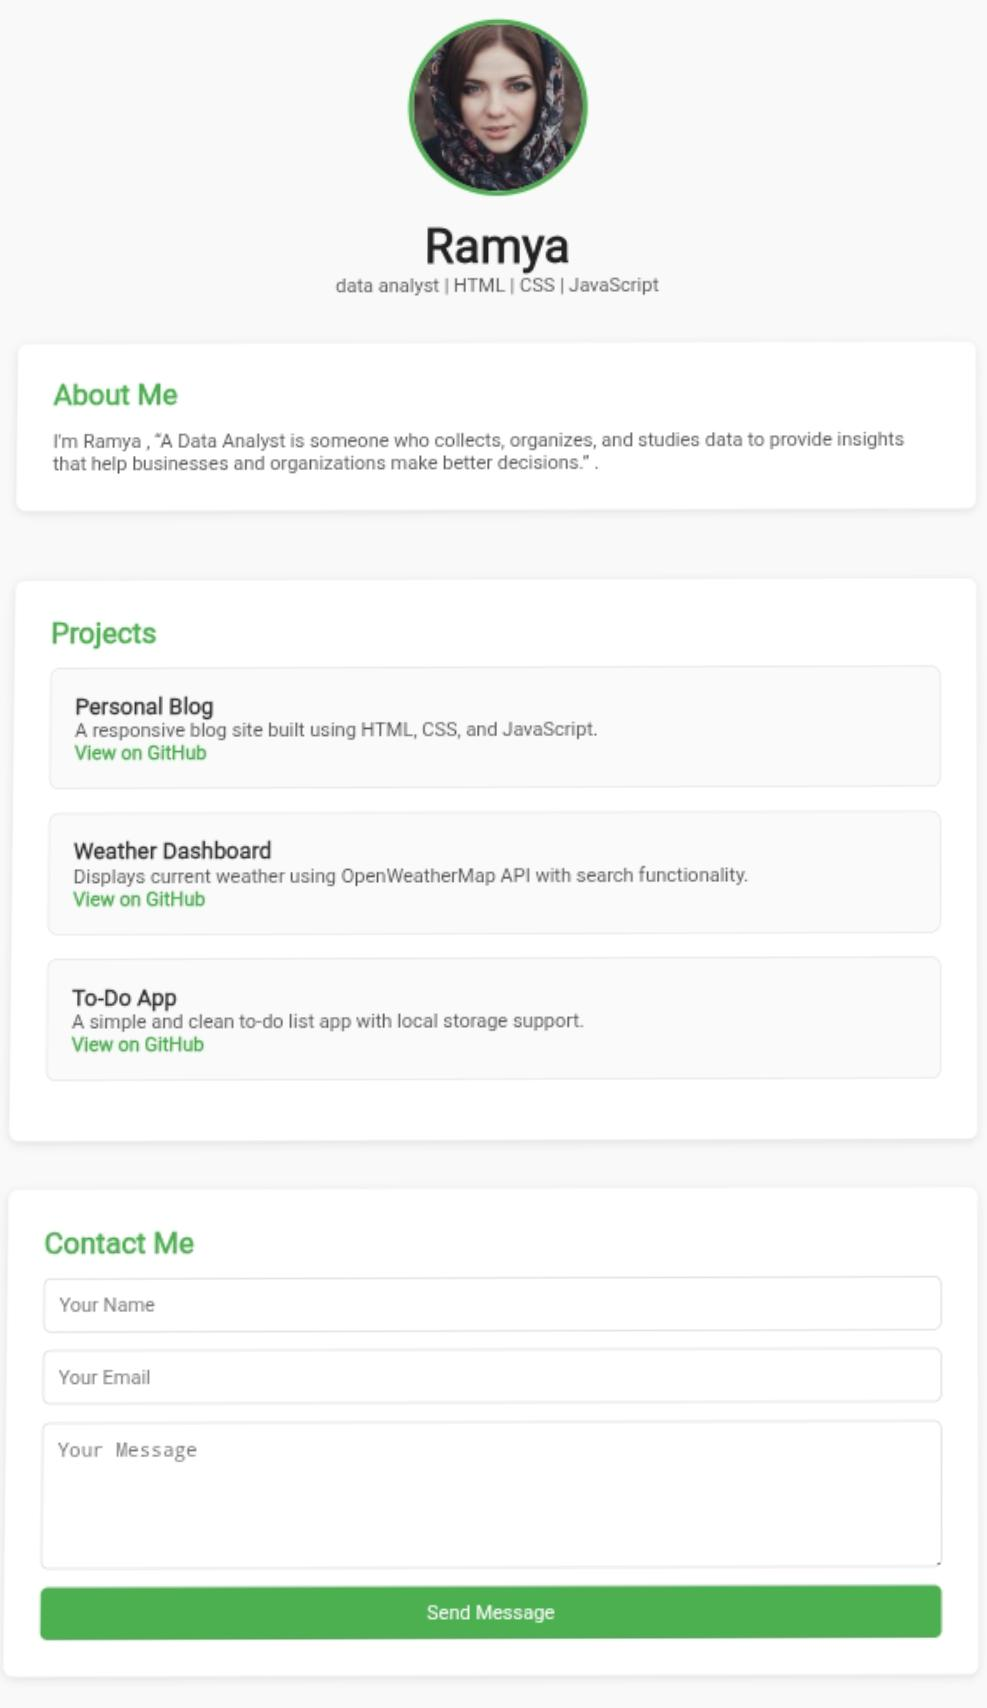 Ramya
data analyst | HTML | CSS | JavaScript
About Me
I'm Ramya , “A Data Analyst is someone who collects, organizes, and studies data to provide insights
that help businesses and organizations make better decisions.” .
Projects
Personal Blog
A responsive blog site built using HTML, CSS, and JavaScript.
View on GitHub
Weather Dashboard
Displays current weather using OpenWeatherMap API with search functionality.
View on GitHub
To-Do App
A simple and clean to-do list app with local storage support.
View on GitHub
Contact Me
Your Name
Your Email
Your Message
Send Message